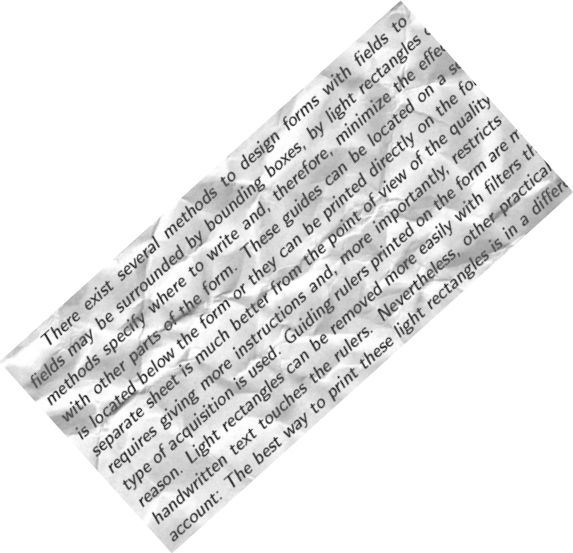 There exist several methods to design forms with fields to
fields may be surrounded by bounding boxes, by light rectangles
methods specify where to write and, therefore, minimize the
with other parts of the form. These guides can be located on a
is located below the form or they can be printed directly on the
separate sheet is much better from the point of view of the quality
requires giving more instructions and, more importantly, restricts
type of acquisition is used. Guiding rulers printed on the form are
reason. Light rectangles can be removed more easily with filters
handwritten text touches the rulers. Nevertheless, other practical
account: The best way to print these light rectangles is in a